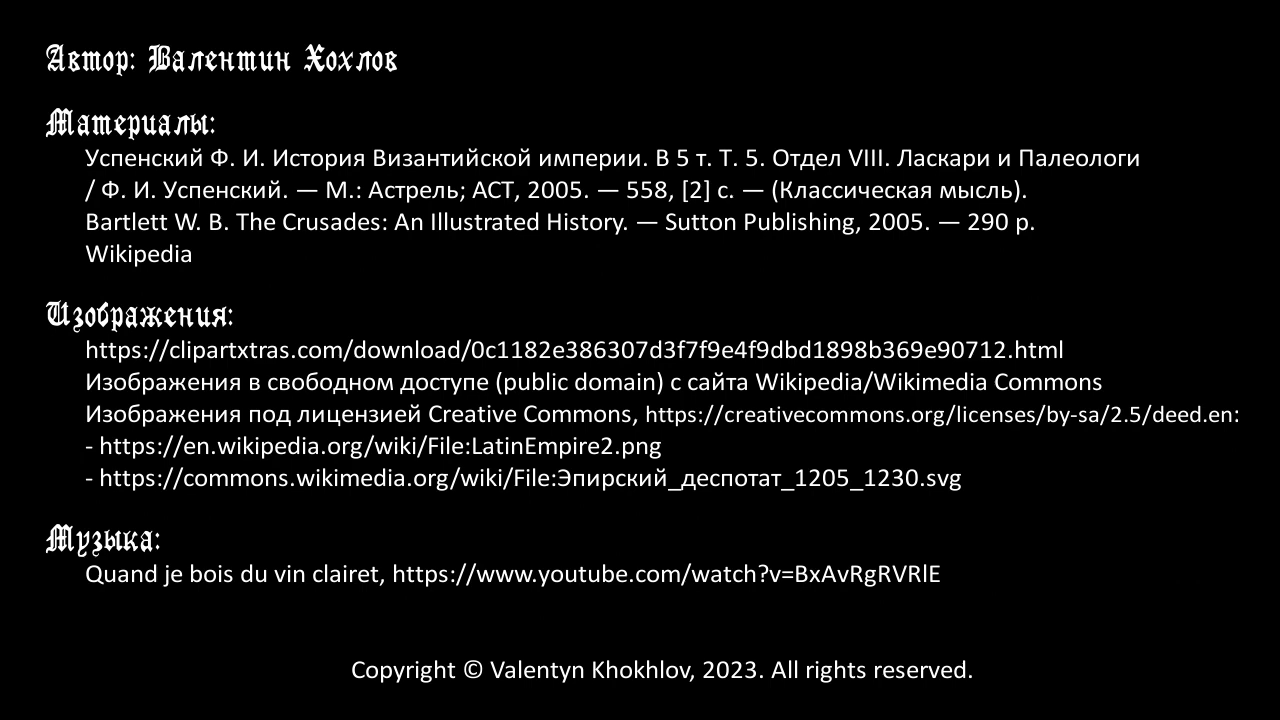 Автор: Валентин Хохлов
Материалы:
Успенский Ф. И. История Византийской империи. В 5 т. Т. 5. Отдел VIII. Ласкари и Палеологи
/ Ф. И. Успенский. — М.: Астрель; АСТ, 2005. — 558, [2] с. — (Классическая мысль).
Bartlett W. B. The Crusades: An Illustrated History. — Sutton Publishing, 2005. — 290 p.
Wikipedia
Изображения:
https://clipartxtras.com/download/0c1182e386307d3f7f9e4f9dbd1898b369e90712.html
Изображения в свободном доступе (public domain) с сайта Wikipedia/Wikimedia Commons
Изображения под лицензией Creative Commons, https://creativecommons.org/licenses/by-sa/2.5/deed.en:
- https://en.wikipedia.org/wiki/File:LatinEmpire2.png
- https://commons.wikimedia.org/wiki/File:Эпирский_деспотат_1205_1230.svg
Музыка:
Quand je bois du vin clairet, https://www.youtube.com/watch?v=BxAvRgRVRlE
Copyright © Valentyn Khokhlov, 2023. All rights reserved.